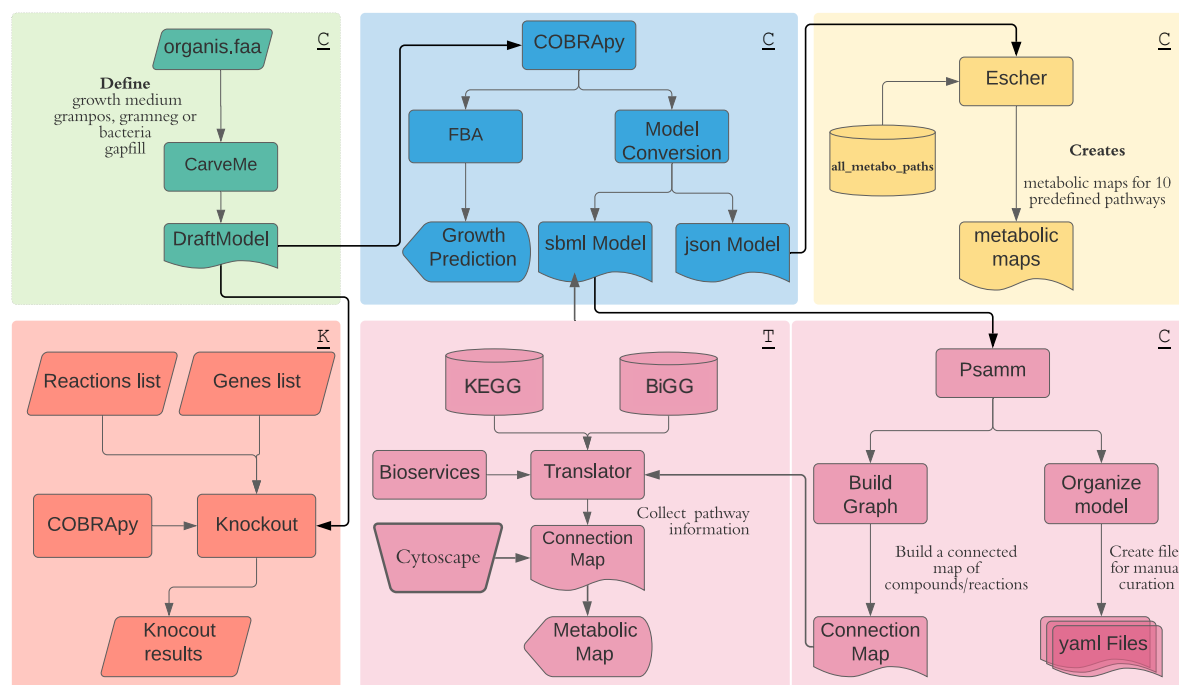 C
organis.faa
Define
growth medium
grampos, gramneg or
bacteria
gapfill
CarveMe
DraftModel
C
COBRApy
FBA
Model
Conversion
Growth
Prediction
sbml Model
json Model
C
Escher
all_metabo_paths
Creates
metabolic maps for 10
predefined pathways
metabolic
maps
K
Reactions list
Genes list
COBRApy
Knockout
Knocout
results
T
KEGG
BiGG
Bioservices
Translator
Collect pathway
information
Cytoscape
Connection
Map
Metabolic
Map
C
Psamm
Build
Graph
Organize
model
Build a connected
map of
compounds/reactions
Create file
for manua
curation
Connection
Map
yaml Files